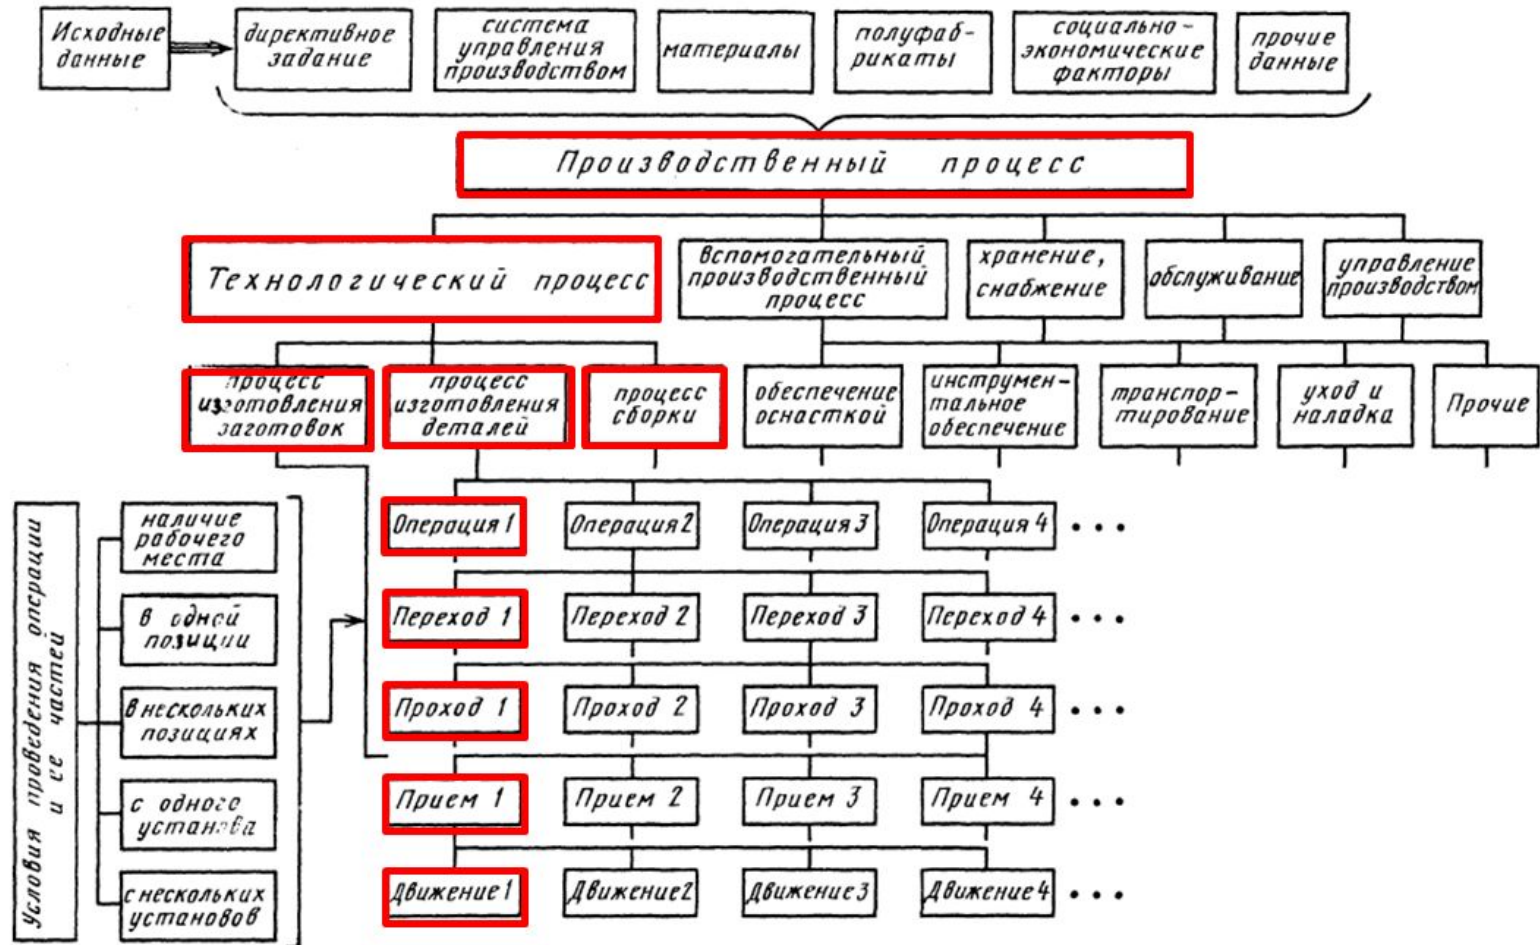 Исходные
данные
директивное
задание
система
управления
производством
материалы
полуфаб-
рикаты
социально-
экономические
факторы
прочие
данные
Производственный процесс
Технологический процесс
вспомогательный
производственный
процесс
хранение,
снабжение
обслуживание
управление
производством
процесс
изготовления
заготовок
процесс
изготовления
деталей
процесс
сборки
обеспечение
оснасткой
инструмен-
тальное
обеспечение
транспор-
тирование
уход и
наладка
Прочие
Условия проведения операции
и ее частей
наличие
рабочего
места
в одной
позиции
в нескольких
позициях
с одного
установа
с нескольких
установов
Операция 1
Операция 2
Операция 3
Операция 4 ...
Переход 1
Переход 2
Переход 3
Переход 4 ...
Проход 1
Проход 2
Проход 3
Проход 4 ...
Прием 1
Прием 2
Прием 3
Прием 4 ...
Движение 1
Движение 2
Движение 3
Движение 4 ...